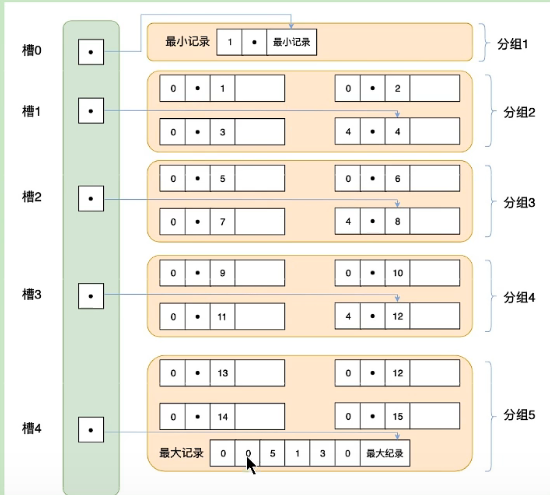 槽0
最小记录 1 • 最小记录
分组1
槽1
0 • 1
0 • 2
0 • 3
4 • 4
分组2
槽2
0 • 5
0 • 6
0 • 7
4 • 8
分组3
槽3
0 • 9
0 • 10
0 • 11
4 • 12
分组4
槽4
0 • 13
0 • 12
0 • 14
0 • 15
最大记录 0 0 5 1 3 0 最大纪录
分组5